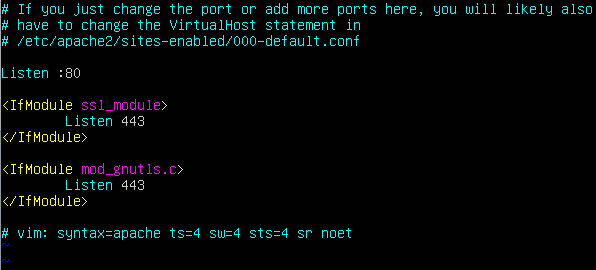 # If you just change the port or add more ports here, you will likely also
# have to change the VirtualHost statement in
# /etc/apache2/sites-enabled/000-default.conf
Listen :80
<IfModule ssl_module>
Listen 443
</IfModule>
<IfModule mod_gnutls.c>
Listen 443
</IfModule>
# vim: syntax=apache ts=4 sw=4 sts=4 sr noet
~
~